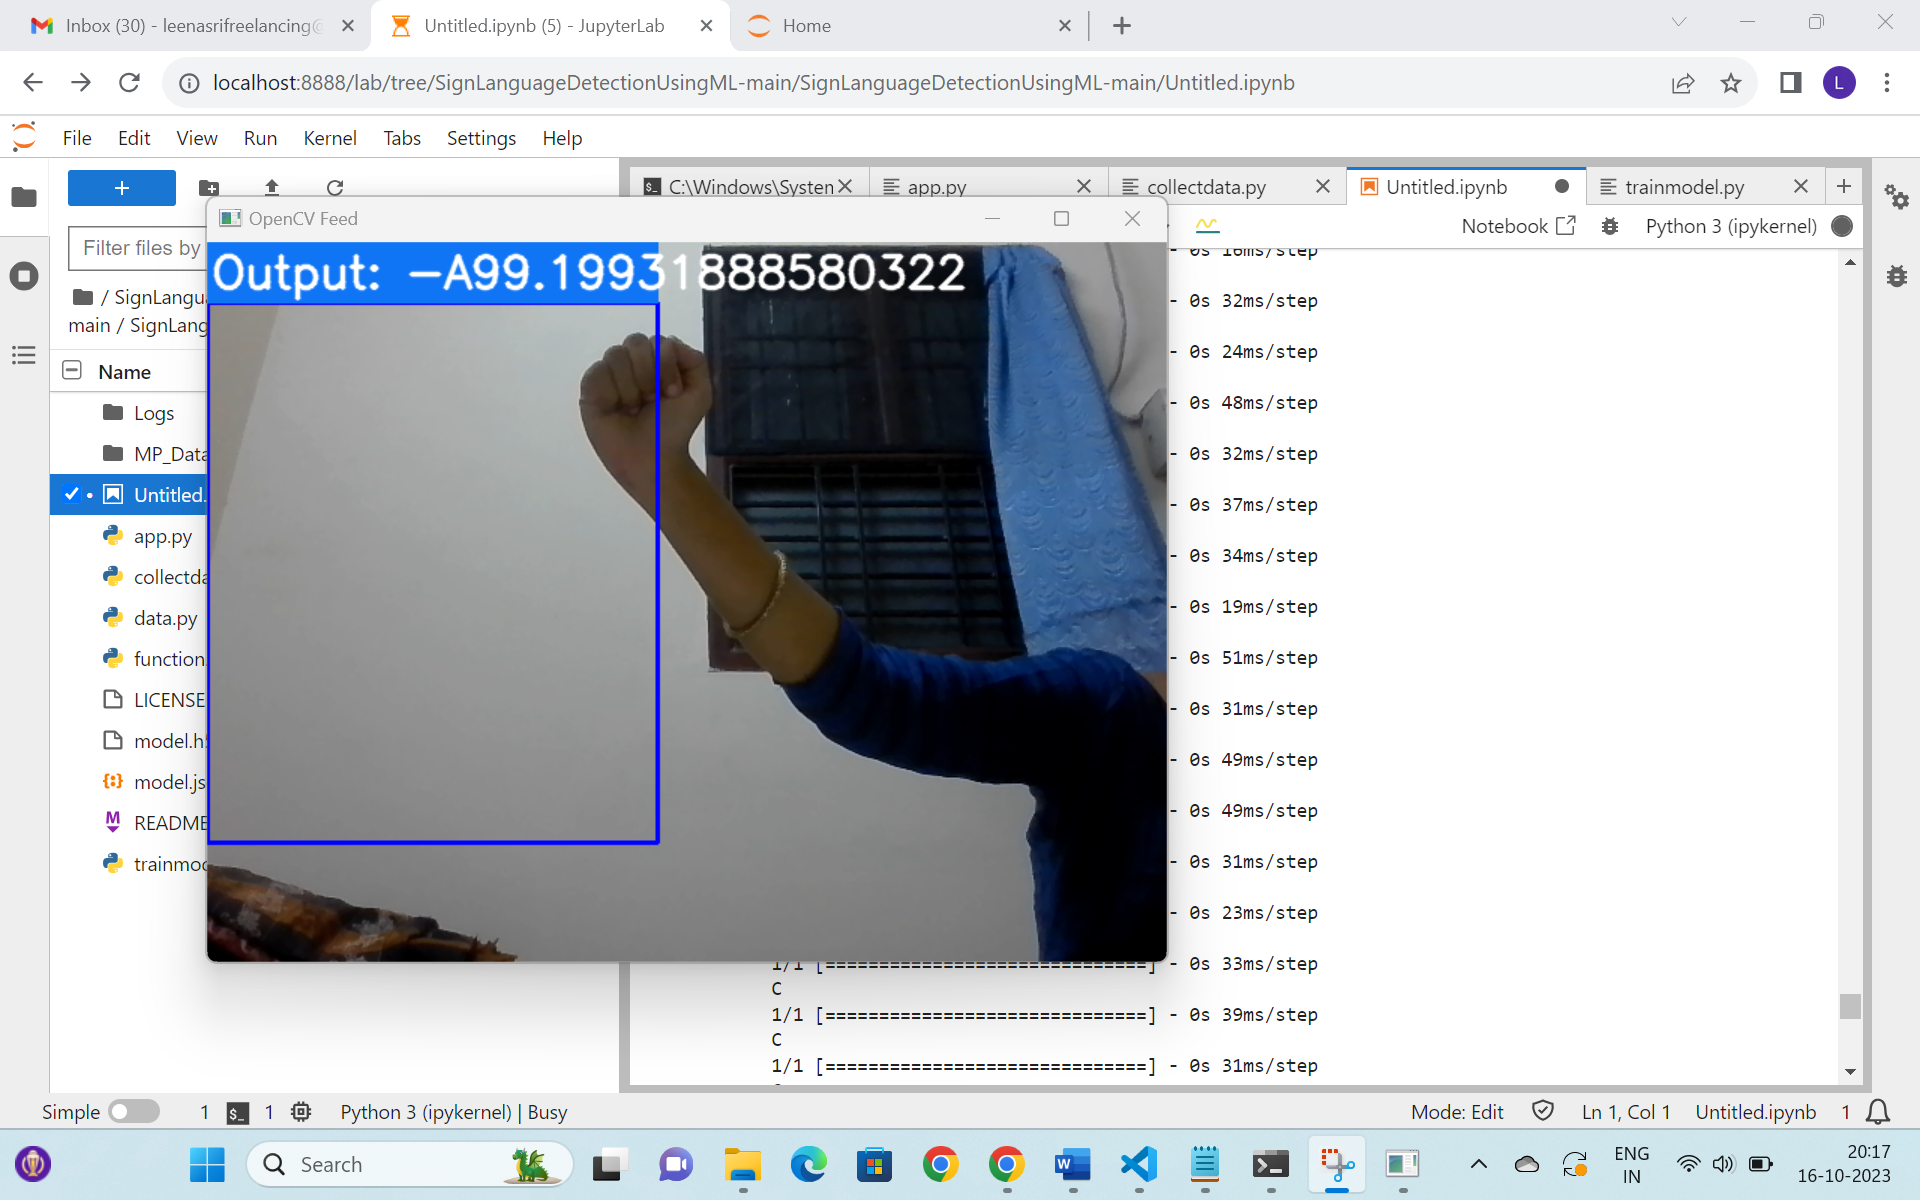 Inbox (30) - leenasrifreelancing@
Untitled.ipynb (5) - JupyterLab
Home
localhost:8888/lab/tree/SignLanguageDetectionUsingML-main/SignLanguageDetectionUsingML-main/Untitled.ipynb
L
File Edit View Run Kernel Tabs Settings Help
C:\Windows\System
app.py
collectdata.py
Untitled.ipynb
trainmodel.py
OpenCV Feed
Notebook
Python 3 (ipykernel)
Filter files by
Output: -A99.19931888580322
/ SignLangu
main / SignLang
Name
Logs
MP_Data
Untitled.
app.py
collectda
data.py
function
LICENSE
model.h
model.js
README
trainmod
- 0s 16ms/step
- 0s 32ms/step
- 0s 24ms/step
- 0s 48ms/step
- 0s 32ms/step
- 0s 37ms/step
- 0s 34ms/step
- 0s 19ms/step
- 0s 51ms/step
- 0s 31ms/step
- 0s 49ms/step
- 0s 49ms/step
- 0s 31ms/step
- 0s 23ms/step
1/1 [==============================] - 0s 33ms/step
C
1/1 [==============================] - 0s 39ms/step
C
1/1 [==============================] - 0s 31ms/step
Simple 1 1 Python 3 (ipykernel) | Busy
Mode: Edit Ln 1, Col 1 Untitled.ipynb 1
Search
ENG
IN
20:17
16-10-2023